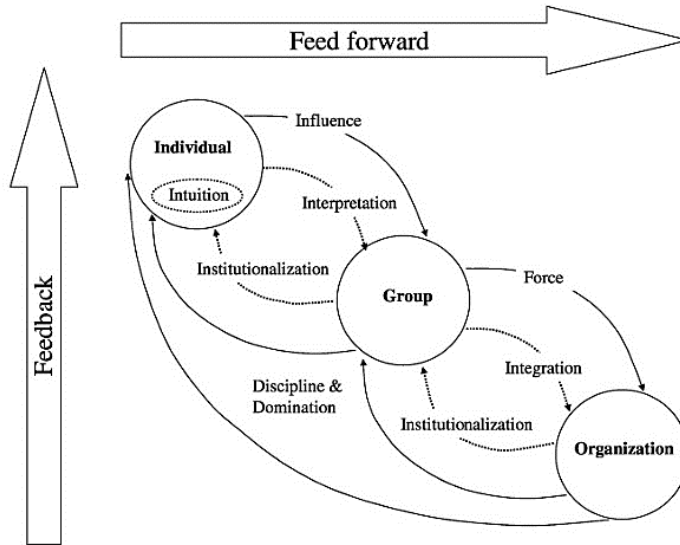 Feed forward
Feedback
Influence
Individual
Intuition
Interpretation
Institutionalization
Group
Force
Discipline &
Domination
Integration
Institutionalization
Organization